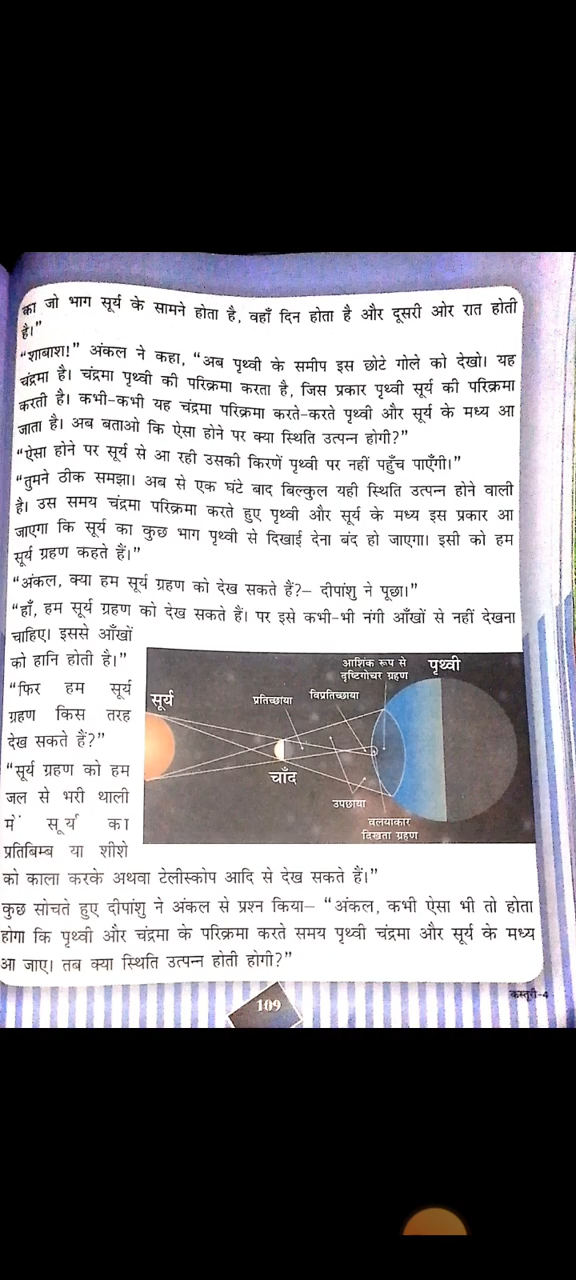 का जो भाग सूर्य के सामने होता है, वहाँ दिन होता है और दूसरी ओर रात होती
है।”
“शाबाश!” अंकल ने कहा, “अब पृथ्वी के समीप इस छोटे गोले को देखो। यह
चंद्रमा है। चंद्रमा पृथ्वी की परिक्रमा करता है, जिस प्रकार पृथ्वी सूर्य की परिक्रमा
करती है। कभी-कभी यह चंद्रमा परिक्रमा करते-करते पृथ्वी और सूर्य के मध्य आ
जाता है। अब बताओ कि ऐसा होने पर क्या स्थिति उत्पन्न होगी?”
“ऐसा होने पर सूर्य से आ रही उसकी किरणें पृथ्वी पर नहीं पहुँच पाएँगी।”
“तुमने ठीक समझा। अब से एक घंटे बाद बिल्कुल यही स्थिति उत्पन्न होने वाली
है। उस समय चंद्रमा परिक्रमा करते हुए पृथ्वी और सूर्य के मध्य इस प्रकार आ
जाएगा कि सूर्य का कुछ भाग पृथ्वी से दिखाई देना बंद हो जाएगा। इसी को हम
सूर्य ग्रहण कहते हैं।”
“अंकल, क्या हम सूर्य ग्रहण को देख सकते हैं?– दीपांशु ने पूछा।”
“हाँ, हम सूर्य ग्रहण को देख सकते हैं। पर इसे कभी-भी नंगी आँखों से नहीं देखना
चाहिए। इससे आँखों
को हानि होती है।”
“फिर हम सूर्य
ग्रहण किस तरह
देख सकते हैं?”
“सूर्य ग्रहण को हम
जल से भरी थाली
में सूर्य का
प्रतिबिम्ब या शीशे
को काला करके अथवा टेलीस्कोप आदि से देख सकते हैं।”
सूर्य
प्रतिच्छाया
विप्रतिच्छाया
आशिंक रूप से
दृष्टिगोचर ग्रहण
पृथ्वी
चाँद
उपछाया
वलयाकार
दिखता ग्रहण
कुछ सोचते हुए दीपांशु ने अंकल से प्रश्न किया– “अंकल, कभी ऐसा भी तो होता
होगा कि पृथ्वी और चंद्रमा के परिक्रमा करते समय पृथ्वी चंद्रमा और सूर्य के मध्य
आ जाए। तब क्या स्थिति उत्पन्न होती होगी?”
109
कस्तूरी-4